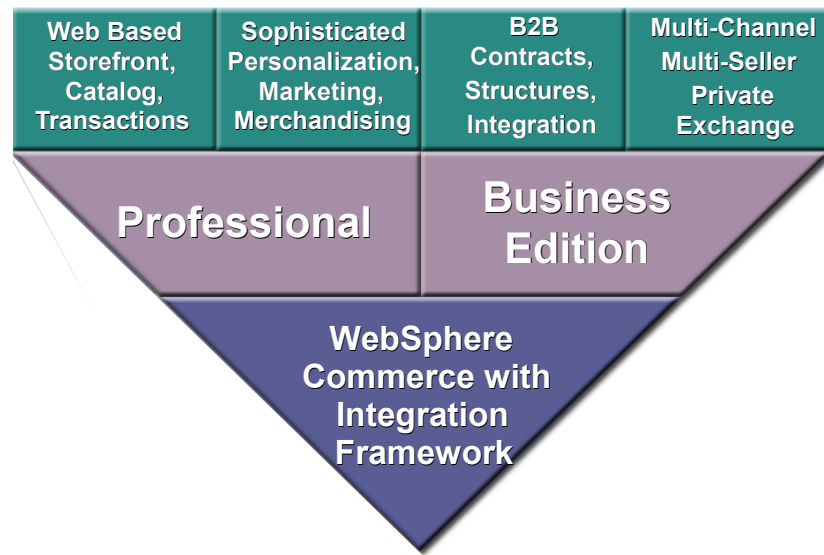 Web Based
Storefront,
Catalog,
Transactions
Sophisticated
Personalization,
Marketing,
Merchandising
B2B
Contracts,
Structures,
Integration
Multi-Channel
Multi-Seller
Private
Exchange
Professional
Business
Edition
WebSphere
Commerce with
Integration
Framework